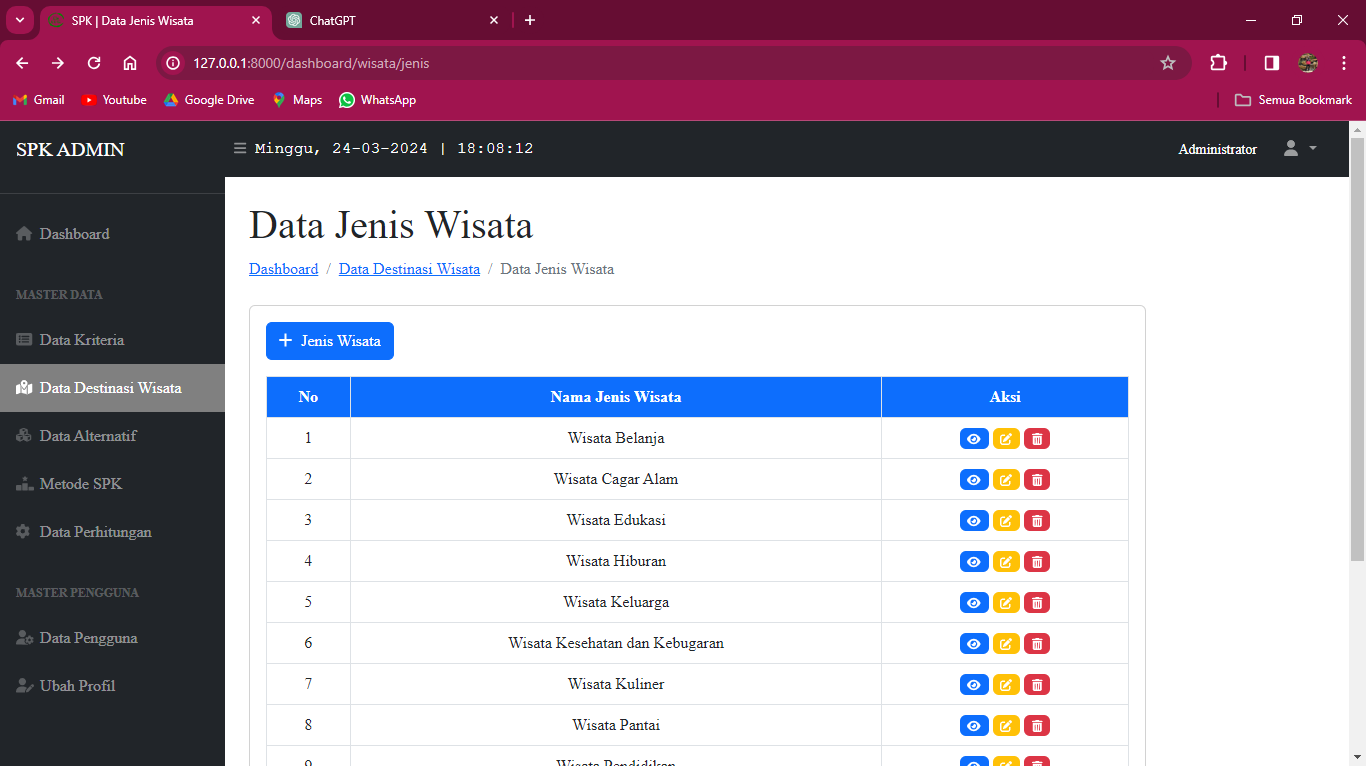 SPK | Data Jenis Wisata
ChatGPT
127.0.0.1:8000/dashboard/wisata/jenis
Gmail Youtube Google Drive Maps WhatsApp Semua Bookmark
SPK ADMIN
Minggu, 24-03-2024 | 18:08:12
Administrator
Dashboard
MASTER DATA
Data Kriteria
Data Destinasi Wisata
Data Alternatif
Metode SPK
Data Perhitungan
MASTER PENGGUNA
Data Pengguna
Ubah Profil
Data Jenis Wisata
Dashboard / Data Destinasi Wisata / Data Jenis Wisata
+ Jenis Wisata
No Nama Jenis Wisata Aksi
1 Wisata Belanja
2 Wisata Cagar Alam
3 Wisata Edukasi
4 Wisata Hiburan
5 Wisata Keluarga
6 Wisata Kesehatan dan Kebugaran
7 Wisata Kuliner
8 Wisata Pantai
9 Wisata Pendidikan